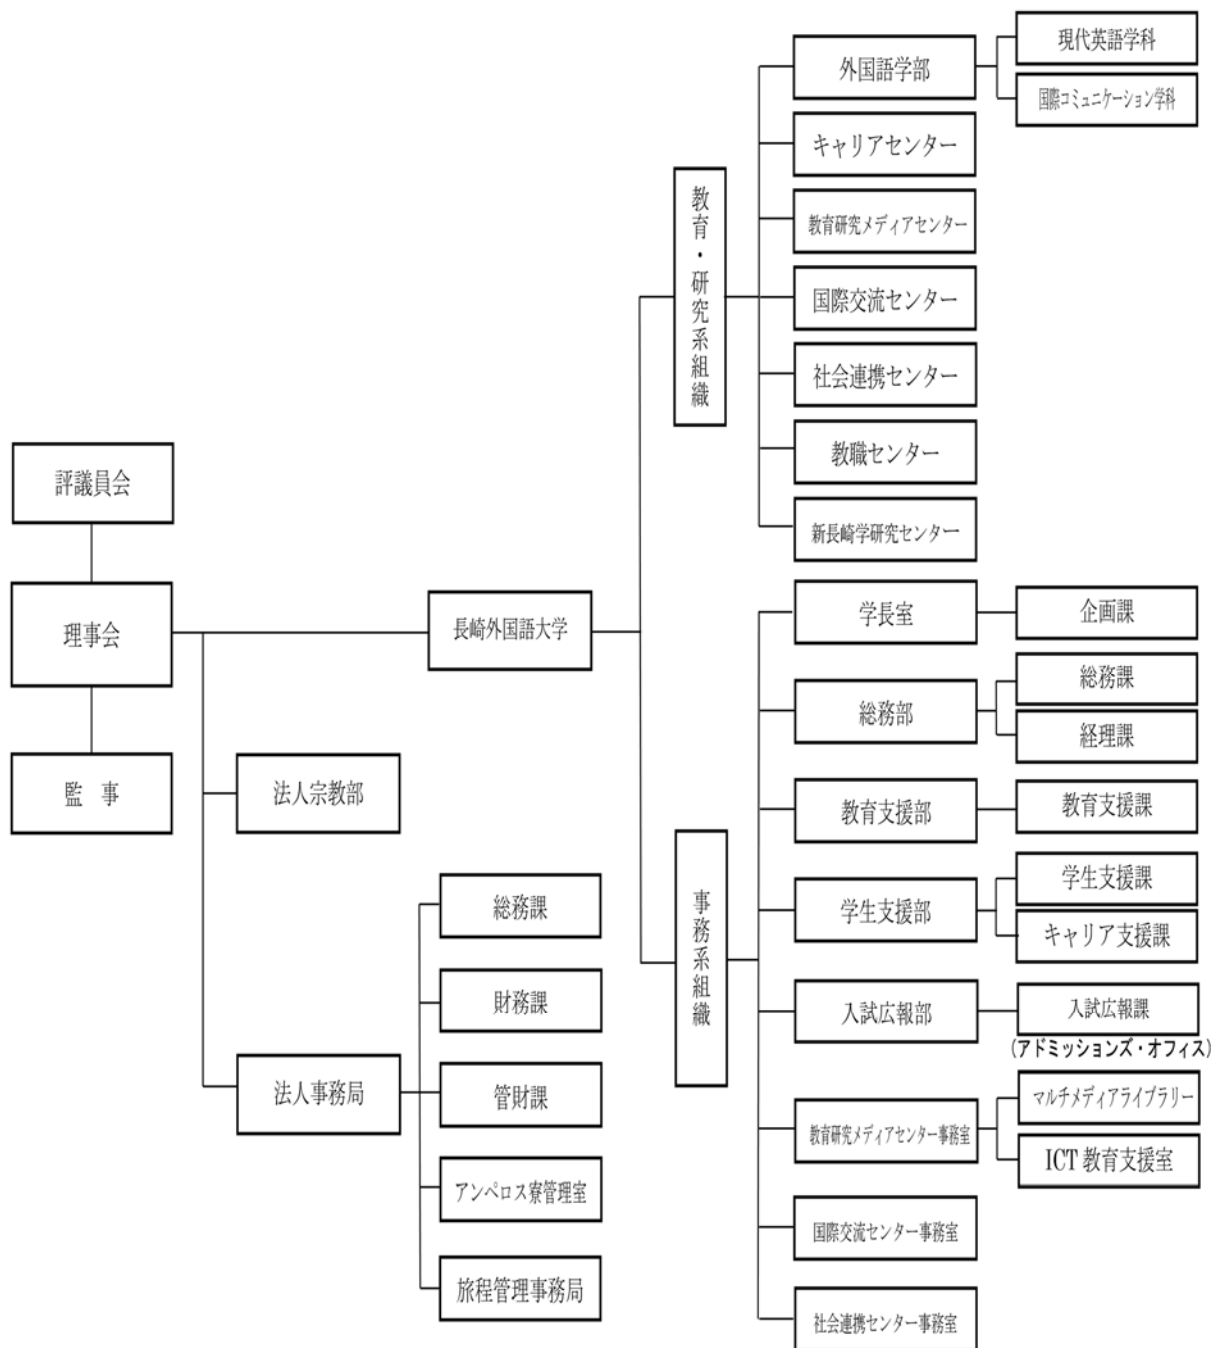 評議員会
理事会
監　事
長崎外国語大学
法人宗教部
法人事務局
総務課
財務課
管財課
アンペロス寮管理室
旅程管理事務局
教育・研究系組織
外国語学部
現代英語学科
国際コミュニケーション学科
キャリアセンター
教育研究メディアセンター
国際交流センター
社会連携センター
教職センター
新長崎学研究センター
事務系組織
学長室
企画課
総務部
総務課
経理課
教育支援部
教育支援課
学生支援部
学生支援課
キャリア支援課
入試広報部
入試広報課
(アドミッションズ・オフィス)
教育研究メディアセンター事務室
マルチメディアライブラリー
ICT 教育支援室
国際交流センター事務室
社会連携センター事務室